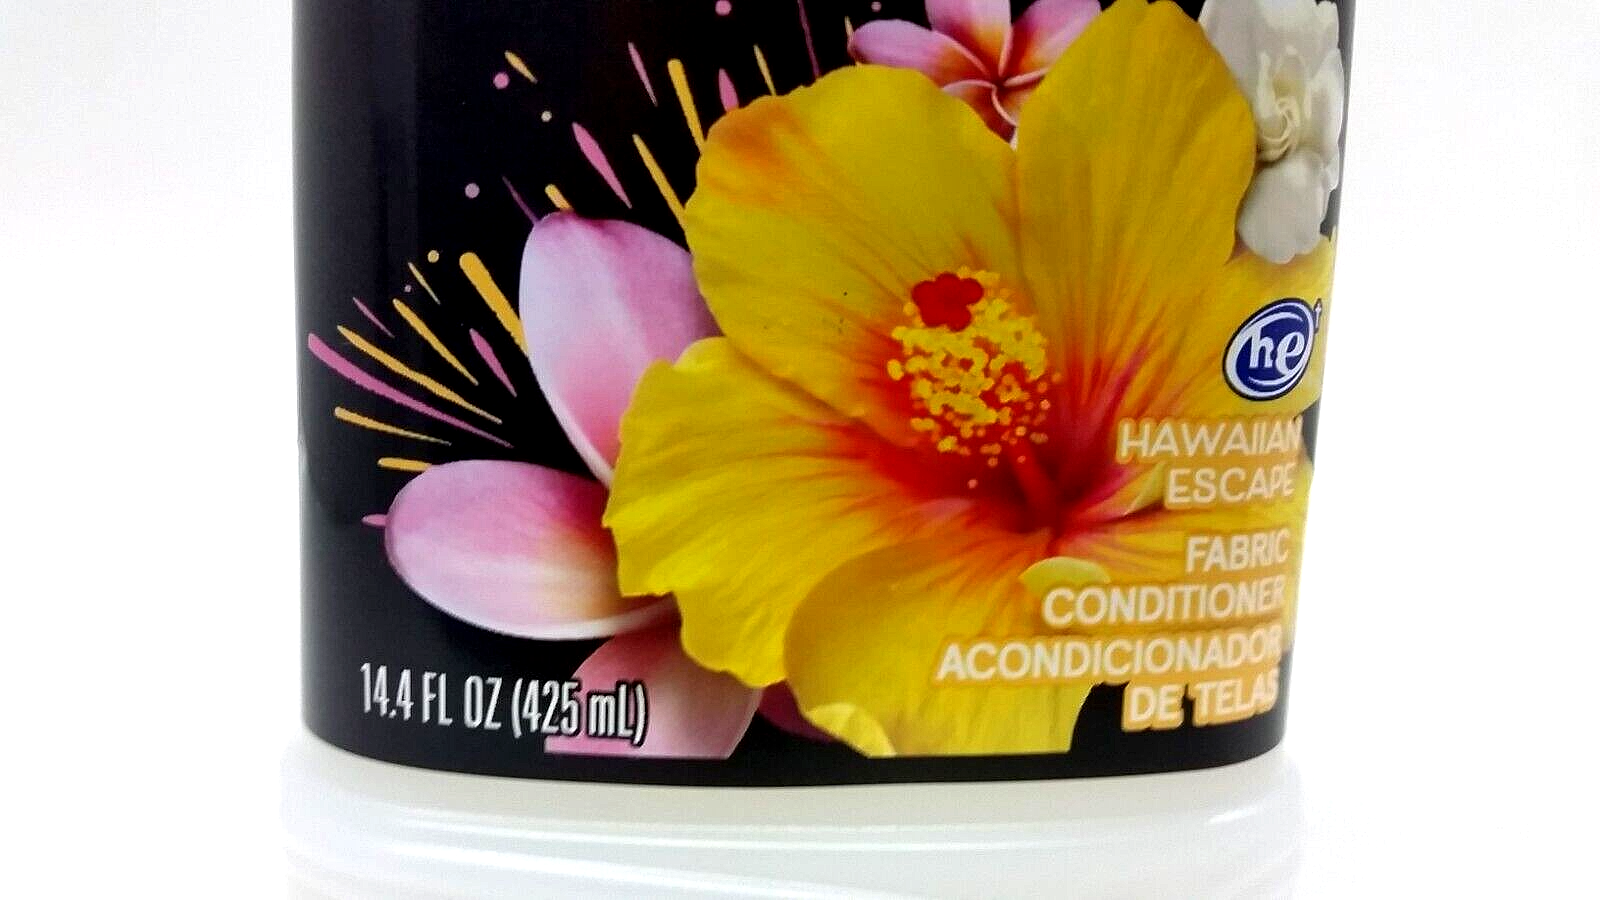 he†
HAWAIIAN
ESCAPE
FABRIC
CONDITIONER
ACONDICIONADOR
DE TELAS
14.4 FL OZ (425 mL)